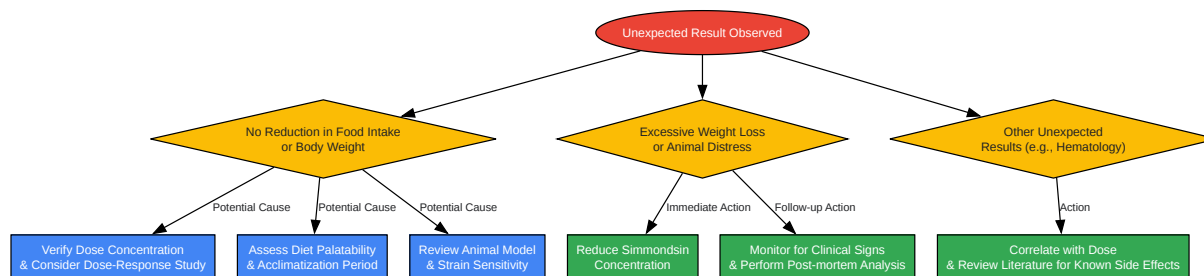 Unexpected Result Observed
No Reduction in Food Intake
or Body Weight
Excessive Weight Loss
or Animal Distress
Other Unexpected
Results (e.g., Hematology)
Potential Cause
Potential Cause
Potential Cause
Immediate Action
Follow-up Action
Action
Verify Dose Concentration
& Consider Dose-Response Study
Assess Diet Palatability
& Acclimatization Period
Review Animal Model
& Strain Sensitivity
Reduce Simmondsin
Concentration
Monitor for Clinical Signs
& Perform Post-mortem Analysis
Correlate with Dose
& Review Literature for Known Side Effects